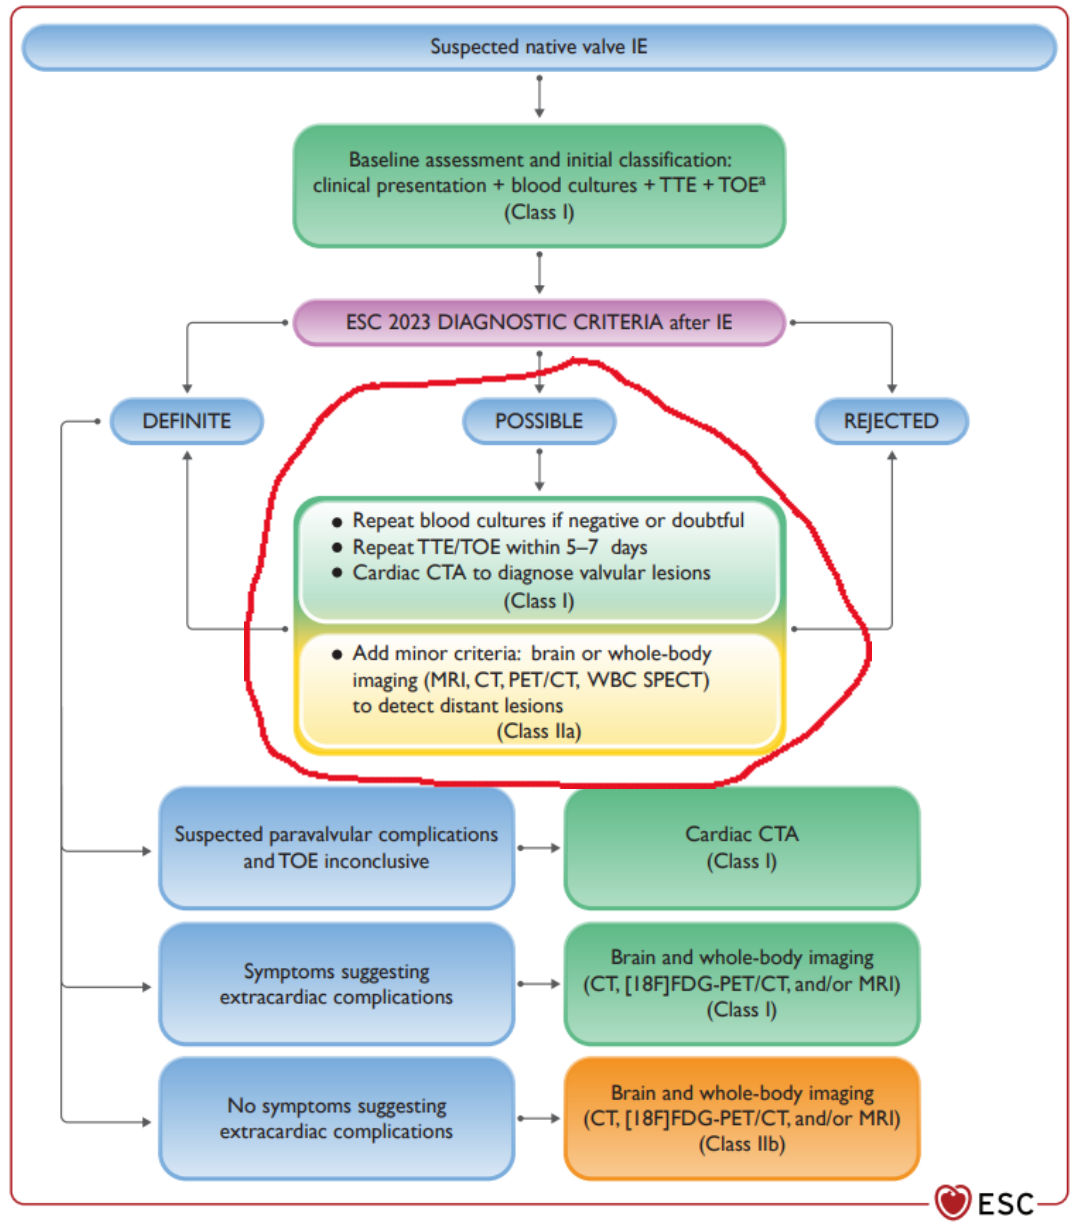 Suspected native valve IE
Baseline assessment and initial classification:
clinical presentation + blood cultures + TTE + TOEᵃ
(Class I)
ESC 2023 DIAGNOSTIC CRITERIA after IE
DEFINITE
POSSIBLE
REJECTED
● Repeat blood cultures if negative or doubtful
● Repeat TTE/TOE within 5–7 days
● Cardiac CTA to diagnose valvular lesions
(Class I)
● Add minor criteria: brain or whole-body
imaging (MRI, CT, PET/CT, WBC SPECT)
to detect distant lesions
(Class IIa)
Suspected paravalvular complications
and TOE inconclusive
Cardiac CTA
(Class I)
Symptoms suggesting
extracardiac complications
Brain and whole-body imaging
(CT, [18F]FDG-PET/CT, and/or MRI)
(Class I)
No symptoms suggesting
extracardiac complications
Brain and whole-body imaging
(CT, [18F]FDG-PET/CT, and/or MRI)
(Class IIb)
ESC